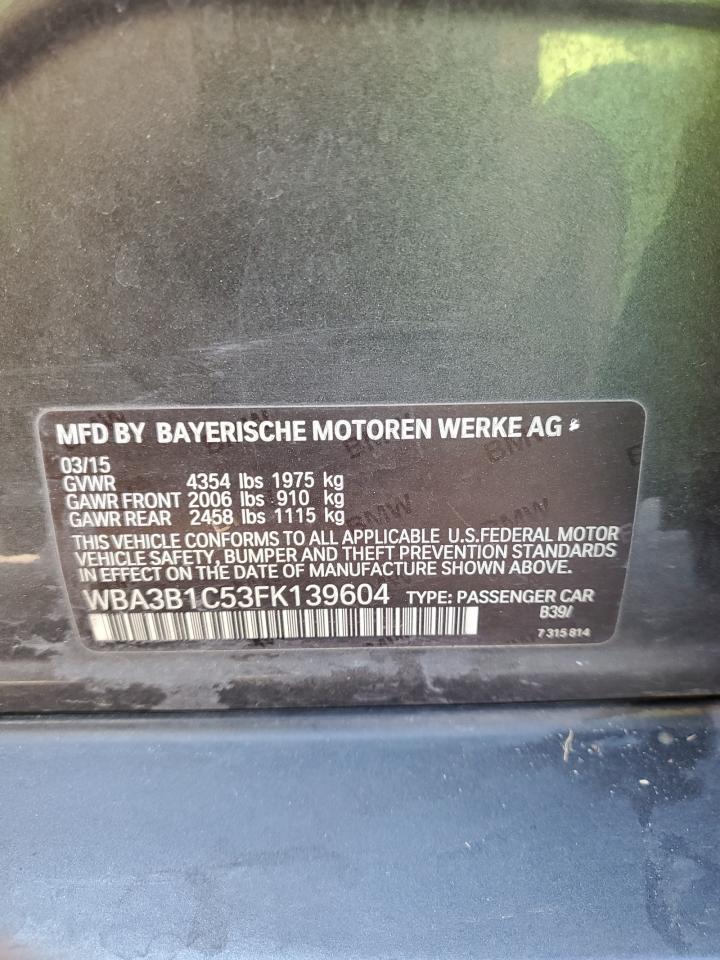 MFD BY BAYERISCHE MOTOREN WERKE AG
03/15
GVWR 4354 lbs 1975 kg
GAWR FRONT 2006 lbs 910 kg
GAWR REAR 2458 lbs 1115 kg
THIS VEHICLE CONFORMS TO ALL APPLICABLE U.S.FEDERAL MOTOR
VEHICLE SAFETY, BUMPER AND THEFT PREVENTION STANDARDS
IN EFFECT ON THE DATE OF MANUFACTURE SHOWN ABOVE.
WBA3B1C53FK139604 TYPE: PASSENGER CAR
B39/
7 315 814
BMW
BMW
BMW